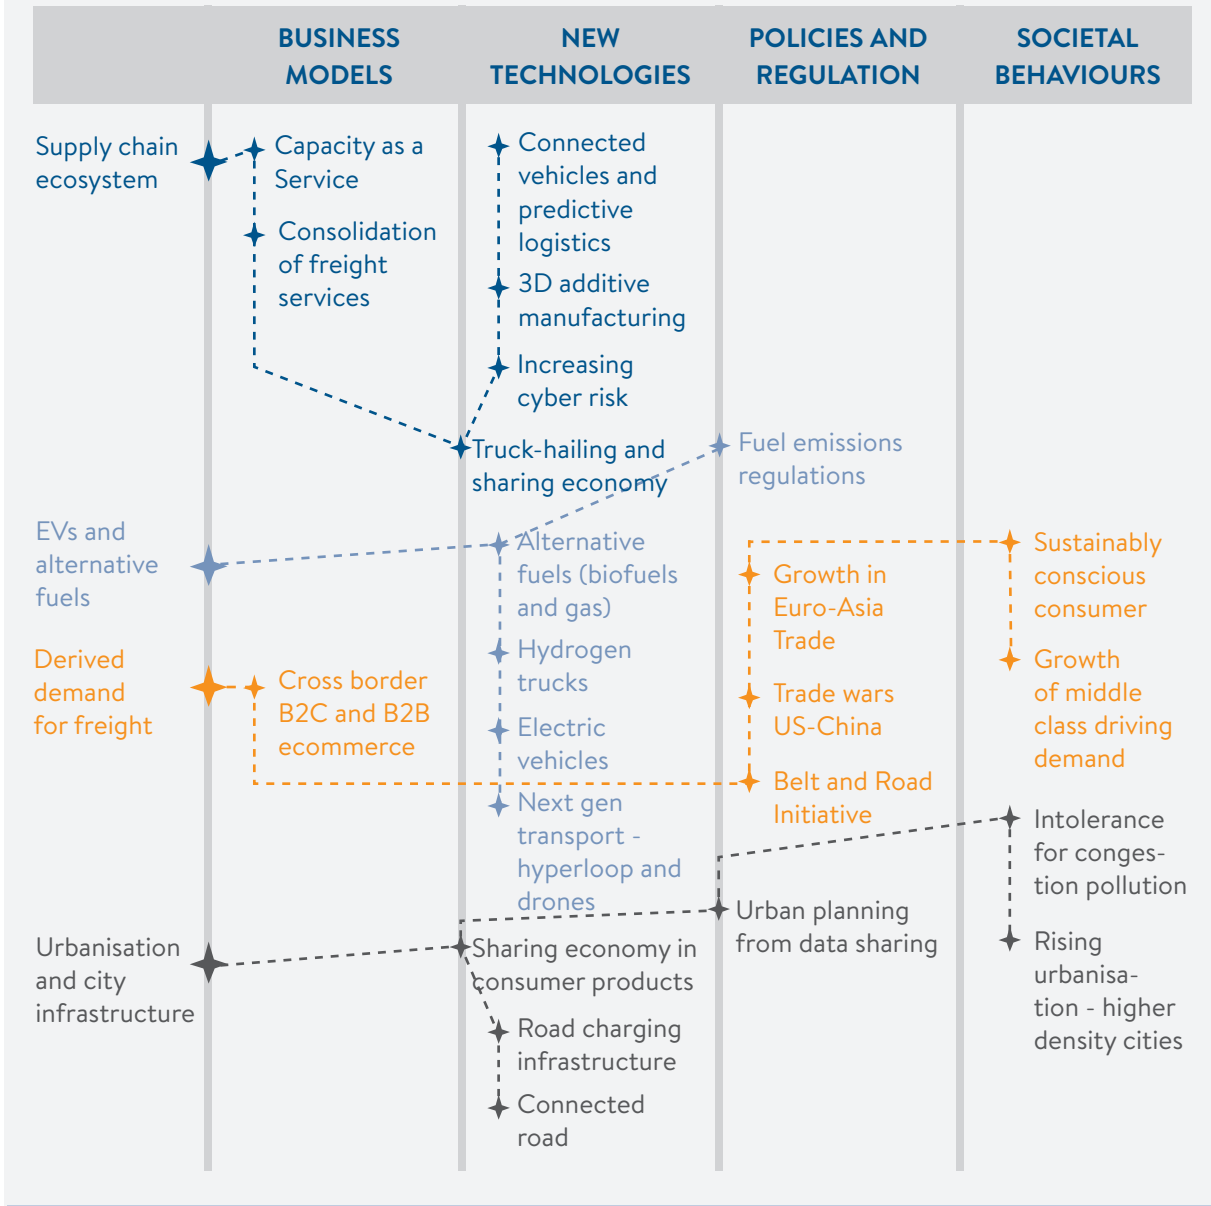 BUSINESS
MODELS
NEW
TECHNOLOGIES
POLICIES AND
REGULATION
SOCIETAL
BEHAVIOURS
Supply chain
ecosystem
Capacity as a
Service
Consolidation
of freight
services
Connected
vehicles and
predictive
logistics
3D additive
manufacturing
Increasing
cyber risk
Truck-hailing and
sharing economy
Fuel emissions
regulations
EVs and
alternative
fuels
Alternative
fuels (biofuels
and gas)
Hydrogen
trucks
Electric
vehicles
Next gen
transport -
hyperloop and
drones
Derived
demand
for freight
Cross border
B2C and B2B
ecommerce
Growth in
Euro-Asia
Trade
Trade wars
US-China
Belt and Road
Initiative
Sustainably
conscious
consumer
Growth
of middle
class driving
demand
Urbanisation
and city
infrastructure
Sharing economy in
consumer products
Road charging
infrastructure
Connected
road
Urban planning
from data sharing
Intolerance
for conges-
tion pollution
Rising
urbanisa-
tion - higher
density cities